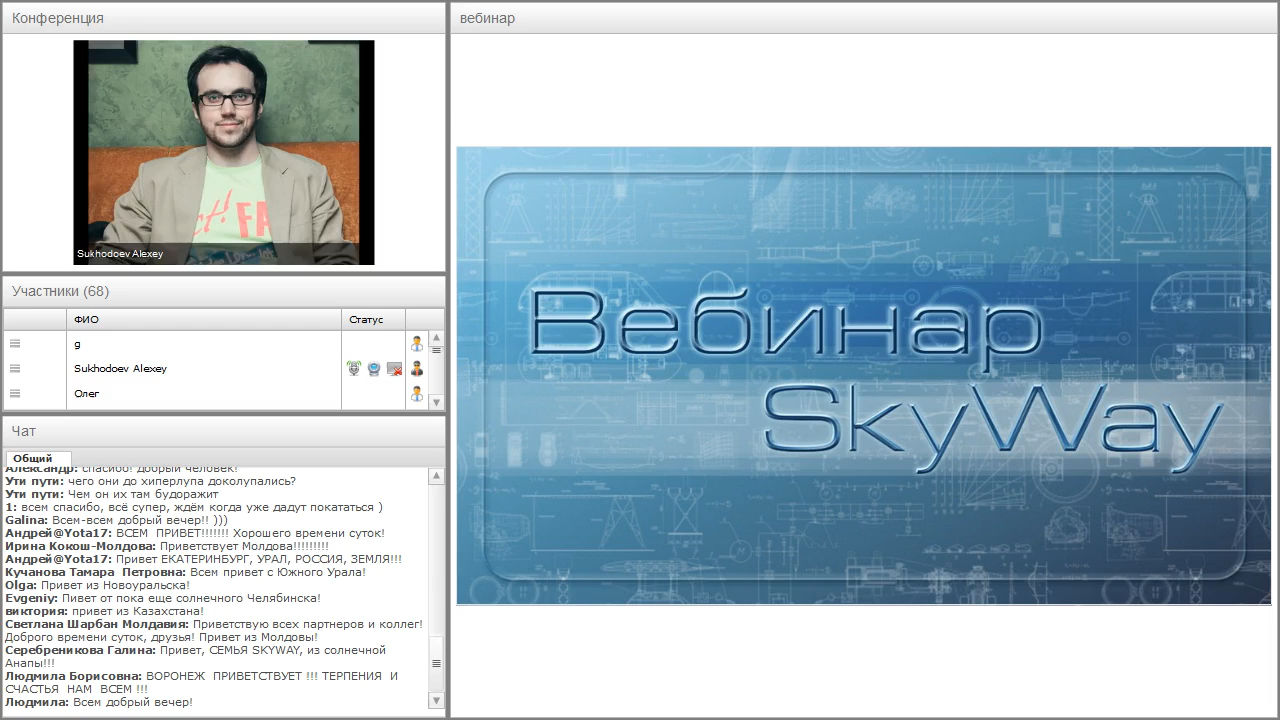 Конференция
Sukhodoev Alexey
Участники (68)
ФИО
Статус
g
Sukhodoev Alexey
Олег
Чат
Общий
Александр: спасибо! добрый человек!
Ути пути: чего они до хиперлупа доколупались?
Ути пути: Чем он их там будоражит
1: всем спасибо, всё супер, ждём когда уже дадут покататься )
Galina: Всем-всем добрый вечер!! )))
Андрей@Yota17: ВСЕМ ПРИВЕТ!!!!!!! Хорошего времени суток!
Ирина Кокош-Молдова: Приветствует Молдова!!!!!!!!!
Андрей@Yota17: Привет ЕКАТЕРИНБУРГ, УРАЛ, РОССИЯ, ЗЕМЛЯ!!!
Кучанова Тамара Петровна: Всем привет с Южного Урала!
Olga: Привет из Новоуральска!
Evgeniy: Пивет от пока еще солнечного Челябинска!
виктория: привет из Казахстана!
Светлана Шарбан Молдавия: Приветствую всех партнеров и коллег!
Доброго времени суток, друзья! Привет из Молдовы!
Серебреникова Галина: Привет, СЕМЬЯ SKYWAY, из солнечной
Анапы!!!
Людмила Борисовна: ВОРОНЕЖ ПРИВЕТСТВУЕТ !!! ТЕРПЕНИЯ И
СЧАСТЬЯ НАМ ВСЕМ !!!
Людмила: Всем добрый вечер!
вебинар
Вебинар
SkyWay